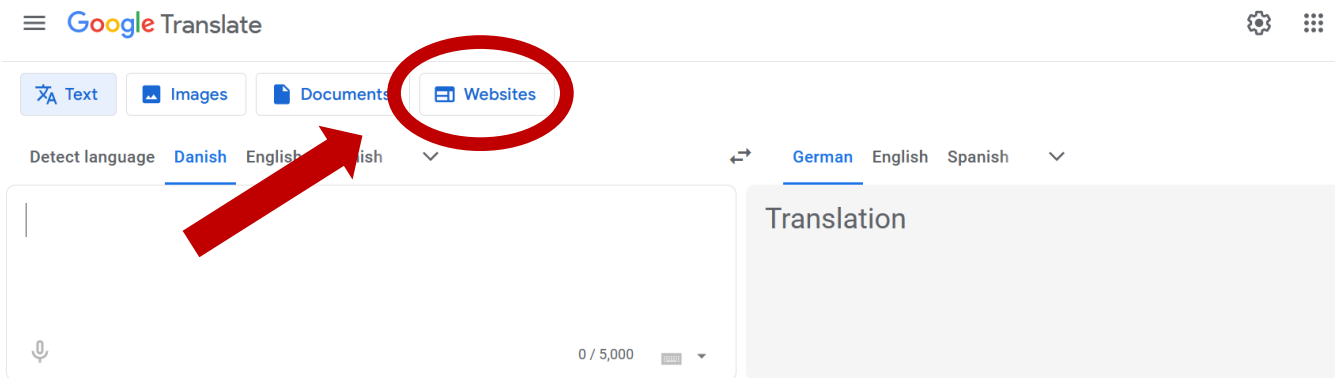 Google Translate
Text Images Documents Websites
Detect language Danish English
German English Spanish
Translation
0 / 5,000